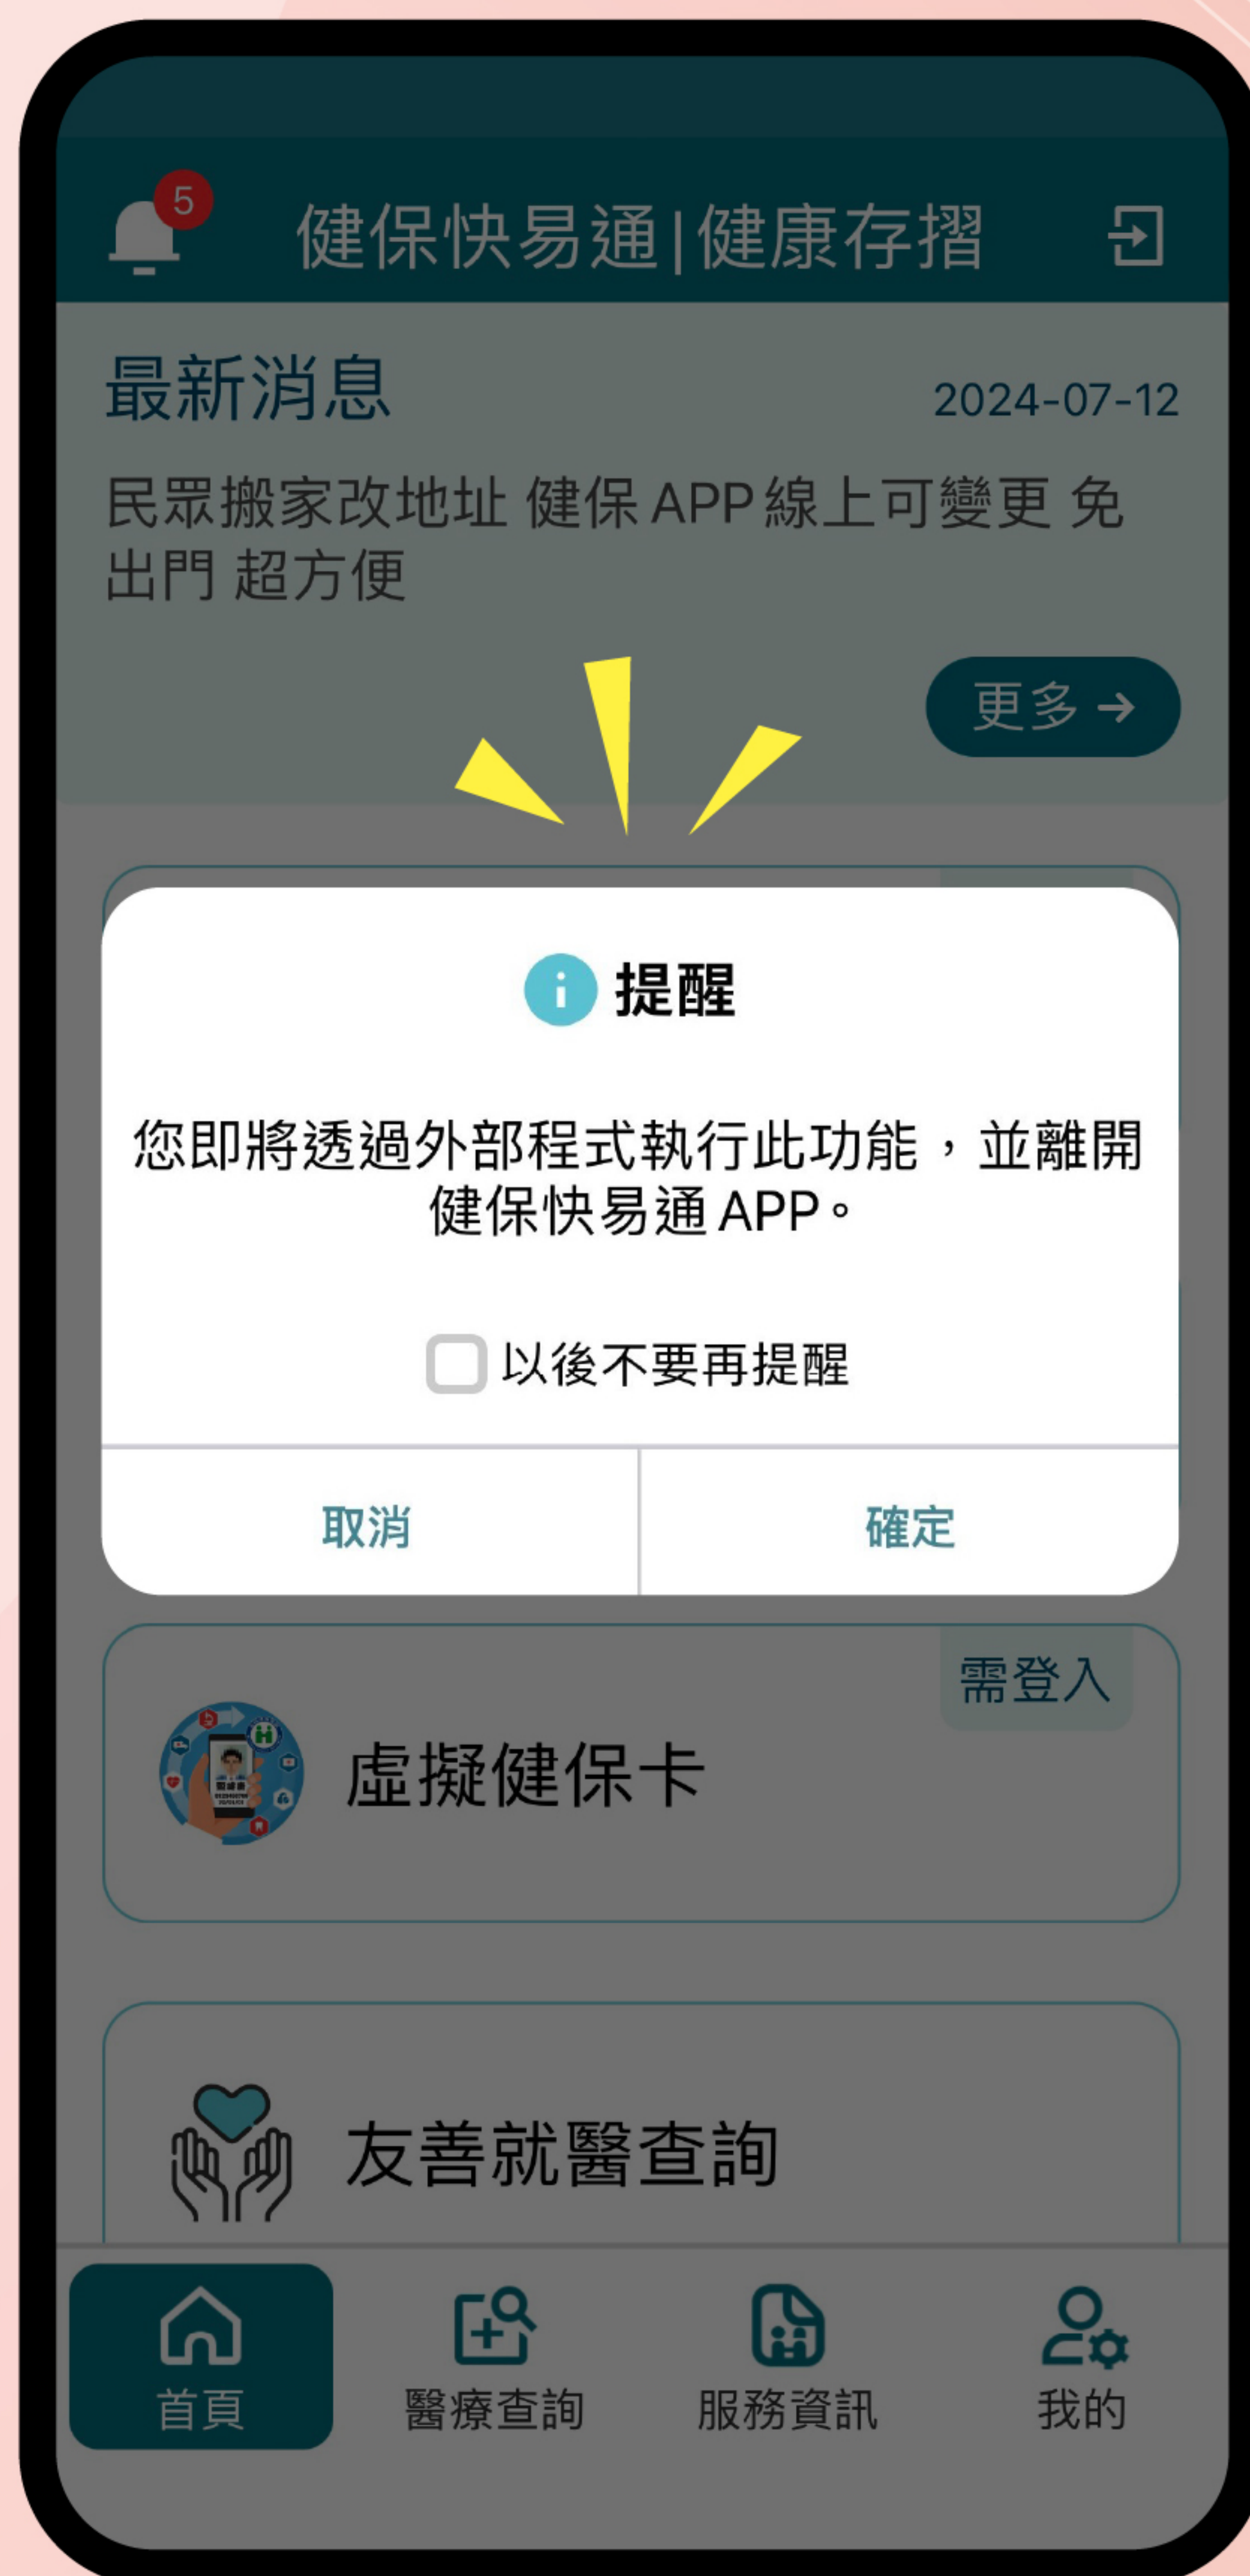 5
健保快易通|健康存摺
最新消息
2024-07-12
民眾搬家改地址 健保APP線上可變更 免
出門 超方便
更多→
提醒
您即將透過外部程式執行此功能，並離開
健保快易通APP。
以後不要再提醒
取消
確定
需登入
虛擬健保卡
友善就醫查詢
首頁
醫療查詢
服務資訊
我的